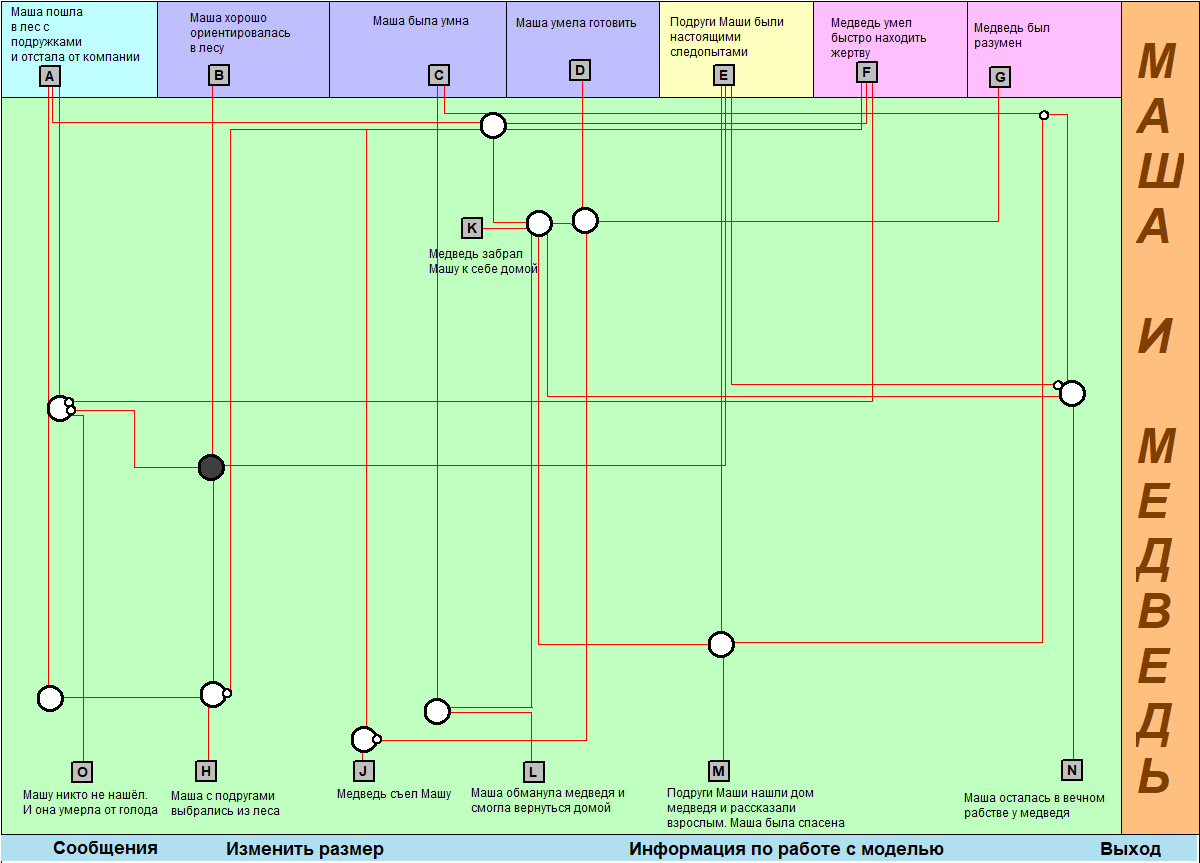 Маша пошла
в лес с
подружками
и отстала от компании
A
Маша хорошо
ориентировалась
в лесу
B
Маша была умна
C
Маша умела готовить
D
Подруги Маши были
настоящими
следопытами
E
Медведь умел
быстро находить
жертву
F
Медведь был
разумен
G
МАША И МЕДВЕДЬ
K
Медведь забрал
Машу к себе домой
O
Машу никто не нашёл.
И она умерла от голода
H
Маша с подругами
выбрались из леса
J
Медведь съел Машу
L
Маша обманула медведя и
смогла вернуться домой
M
Подруги Маши нашли дом
медведя и рассказали
взрослым. Маша была спасена
N
Маша осталась в вечном
рабстве у медведя
Сообщения
Изменить размер
Информация по работе с моделью
Выход